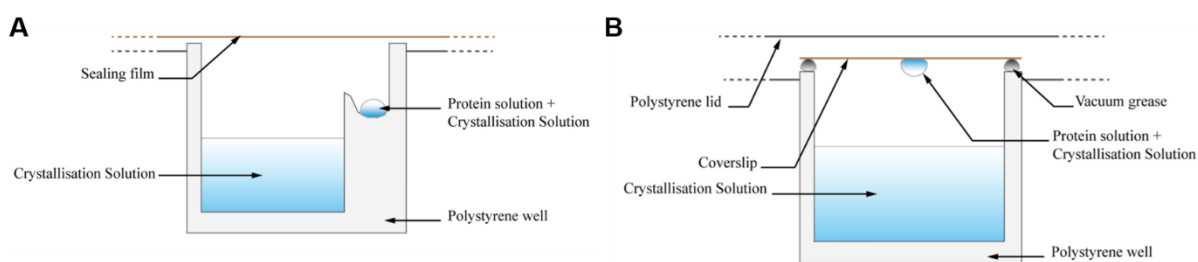 A
Sealing film
Protein solution +
Crystallisation Solution
Crystallisation Solution
Polystyrene well
B
Polystyrene lid
Vacuum grease
Protein solution +
Crystallisation Solution
Coverslip
Crystallisation Solution
Polystyrene well